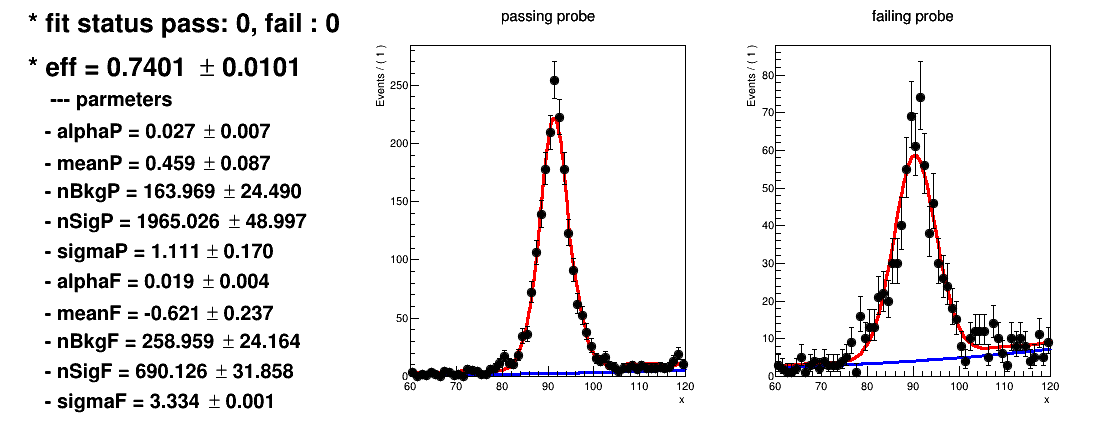 * fit status pass: 0, fail : 0
* eff = 0.7401 ± 0.0101
--- parmeters
- alphaP = 0.027 ± 0.007
- meanP = 0.459 ± 0.087
- nBkgP = 163.969 ± 24.490
- nSigP = 1965.026 ± 48.997
- sigmaP = 1.111 ± 0.170
- alphaF = 0.019 ± 0.004
- meanF = -0.621 ± 0.237
- nBkgF = 258.959 ± 24.164
- nSigF = 690.126 ± 31.858
- sigmaF = 3.334 ± 0.001
passing probe
Events / ( 1 )
250
200
150
100
50
0
60 70 80 90 100 110 120
x
failing probe
Events / ( 1 )
80
70
60
50
40
30
20
10
0
60 70 80 90 100 110 120
x